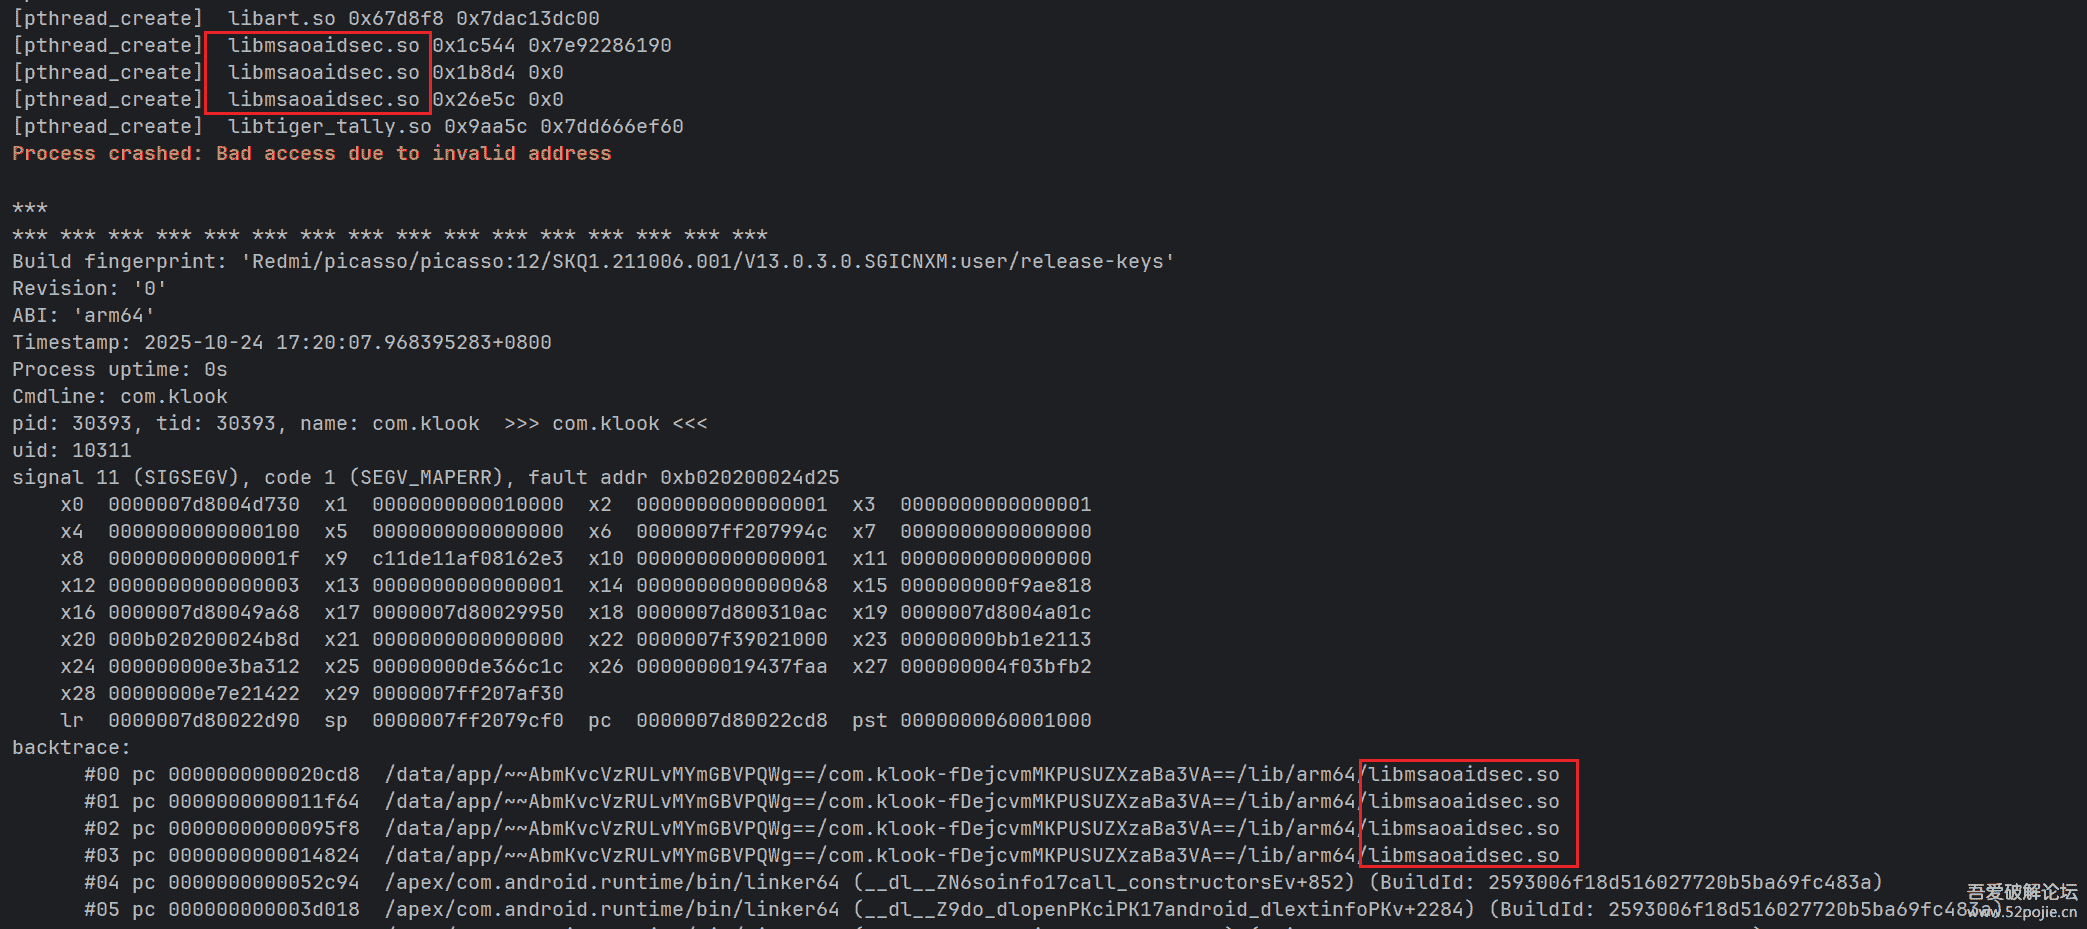 [pthread_create]  libart.so 0x67d8f8 0x7dac13dc00
[pthread_create]  libmsaoaidsec.so 0x1c544 0x7e92286190
[pthread_create]  libmsaoaidsec.so 0x1b8d4 0x0
[pthread_create]  libmsaoaidsec.so 0x26e5c 0x0
[pthread_create]  libtiger_tally.so 0x9aa5c 0x7dd666ef60
Process crashed: Bad access due to invalid address
***
*** *** *** *** *** *** *** *** *** *** *** *** *** *** *** ***
Build fingerprint: 'Redmi/picasso/picasso:12/SKQ1.211006.001/V13.0.3.0.SGICNXM:user/release-keys'
Revision: '0'
ABI: 'arm64'
Timestamp: 2025-10-24 17:20:07.968395283+0800
Process uptime: 0s
Cmdline: com.klook
pid: 30393, tid: 30393, name: com.klook  >>> com.klook <<<
uid: 10311
signal 11 (SIGSEGV), code 1 (SEGV_MAPERR), fault addr 0xb020200024d25
x0  0000007d8004d730  x1  0000000000010000  x2  0000000000000001  x3  0000000000000001
x4  0000000000000100  x5  0000000000000000  x6  0000007ff207994c  x7  0000000000000000
x8  000000000000001f  x9  c11de11af08162e3  x10 0000000000000001  x11 0000000000000000
x12 0000000000000003  x13 0000000000000001  x14 0000000000000068  x15 000000000f9ae818
x16 0000007d80049a68  x17 0000007d80029950  x18 0000007d800310ac  x19 0000007d8004a01c
x20 000b020200024b8d  x21 0000000000000000  x22 0000007f39021000  x23 00000000bb1e2113
x24 000000000e3ba312  x25 00000000de366c1c  x26 0000000019437faa  x27 000000004f03bfb2
x28 00000000e7e21422  x29 0000007ff207af30
lr  0000007d80022d90  sp  0000007ff2079cf0  pc  0000007d80022cd8  pst 0000000060001000
backtrace:
#00 pc 0000000000020cd8  /data/app/~~AbmKvcVzRULvMYmGBVPQWg==/com.klook-fDejcvmMKPUSUZXzaBa3VA==/lib/arm64/libmsaoaidsec.so
#01 pc 0000000000011f64  /data/app/~~AbmKvcVzRULvMYmGBVPQWg==/com.klook-fDejcvmMKPUSUZXzaBa3VA==/lib/arm64/libmsaoaidsec.so
#02 pc 00000000000095f8  /data/app/~~AbmKvcVzRULvMYmGBVPQWg==/com.klook-fDejcvmMKPUSUZXzaBa3VA==/lib/arm64/libmsaoaidsec.so
#03 pc 0000000000014824  /data/app/~~AbmKvcVzRULvMYmGBVPQWg==/com.klook-fDejcvmMKPUSUZXzaBa3VA==/lib/arm64/libmsaoaidsec.so
#04 pc 0000000000052c94  /apex/com.android.runtime/bin/linker64 (__dl__ZN6soinfo17call_constructorsEv+852) (BuildId: 2593006f18d516027720b5ba69fc483a)
#05 pc 000000000003d018  /apex/com.android.runtime/bin/linker64 (__dl__Z9do_dlopenPKciPK17android_dlextinfoPKv+2284) (BuildId: 2593006f18d516027720b5ba69fc483a)
吾爱破解论坛
www.52pojie.cn